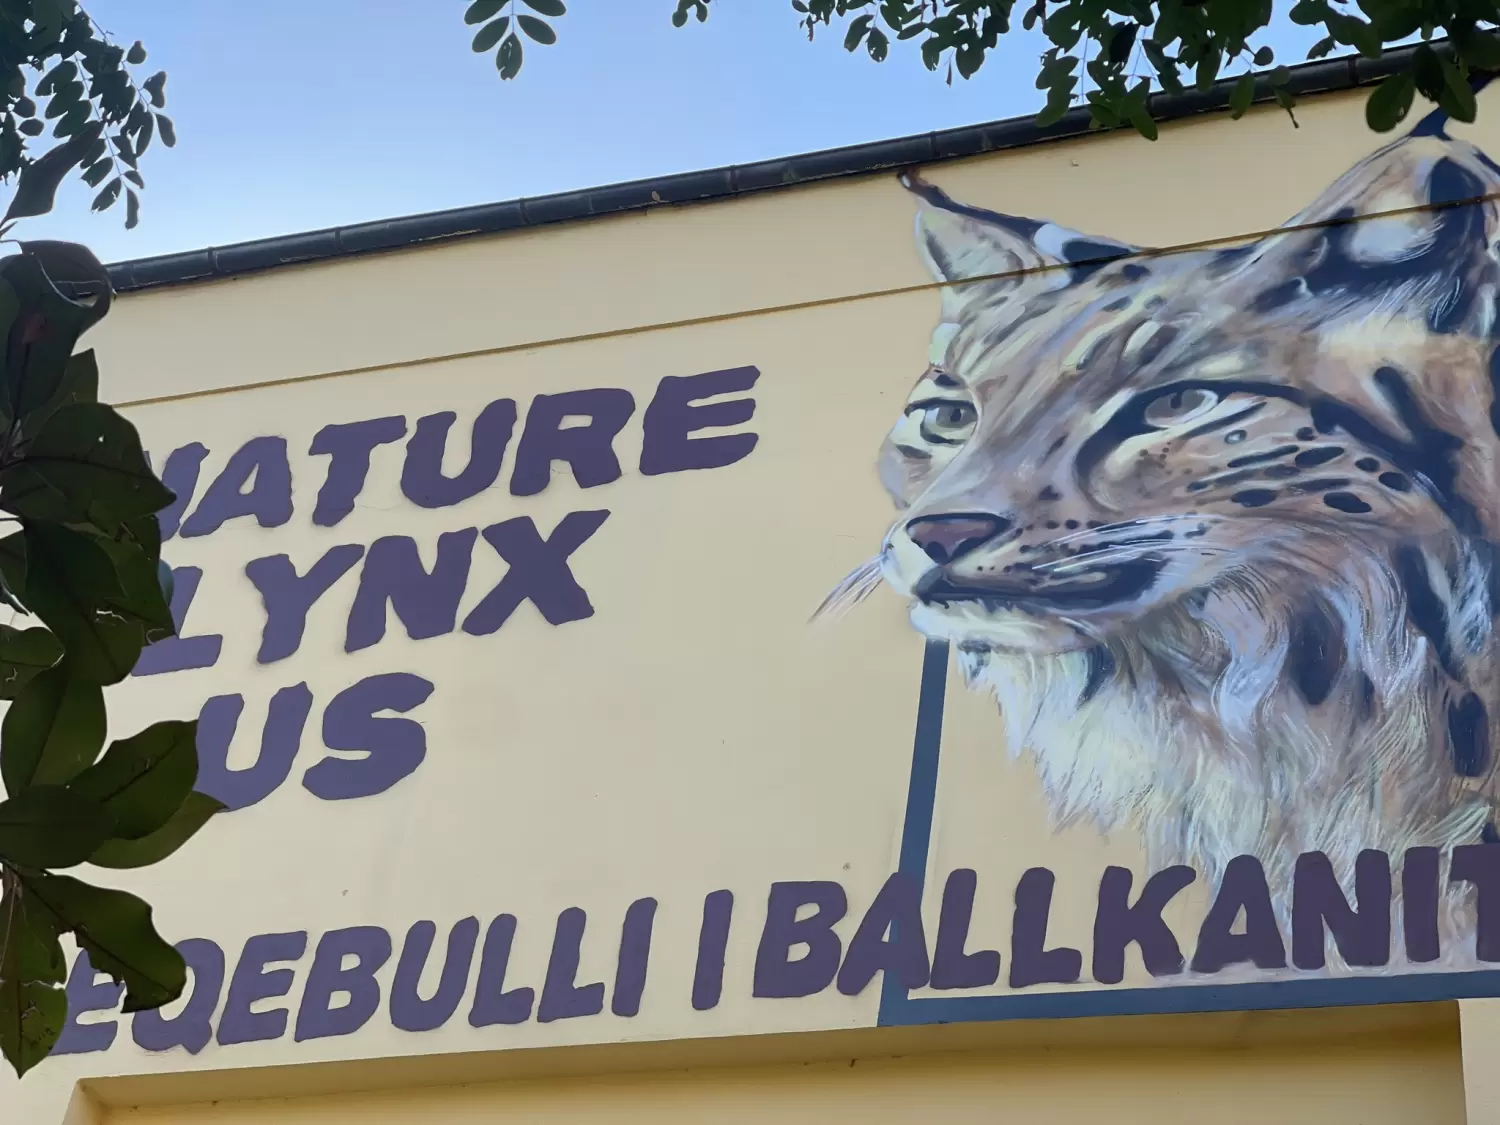 NATURE
LYNX
US
EQEBULLI I BALLKANIT